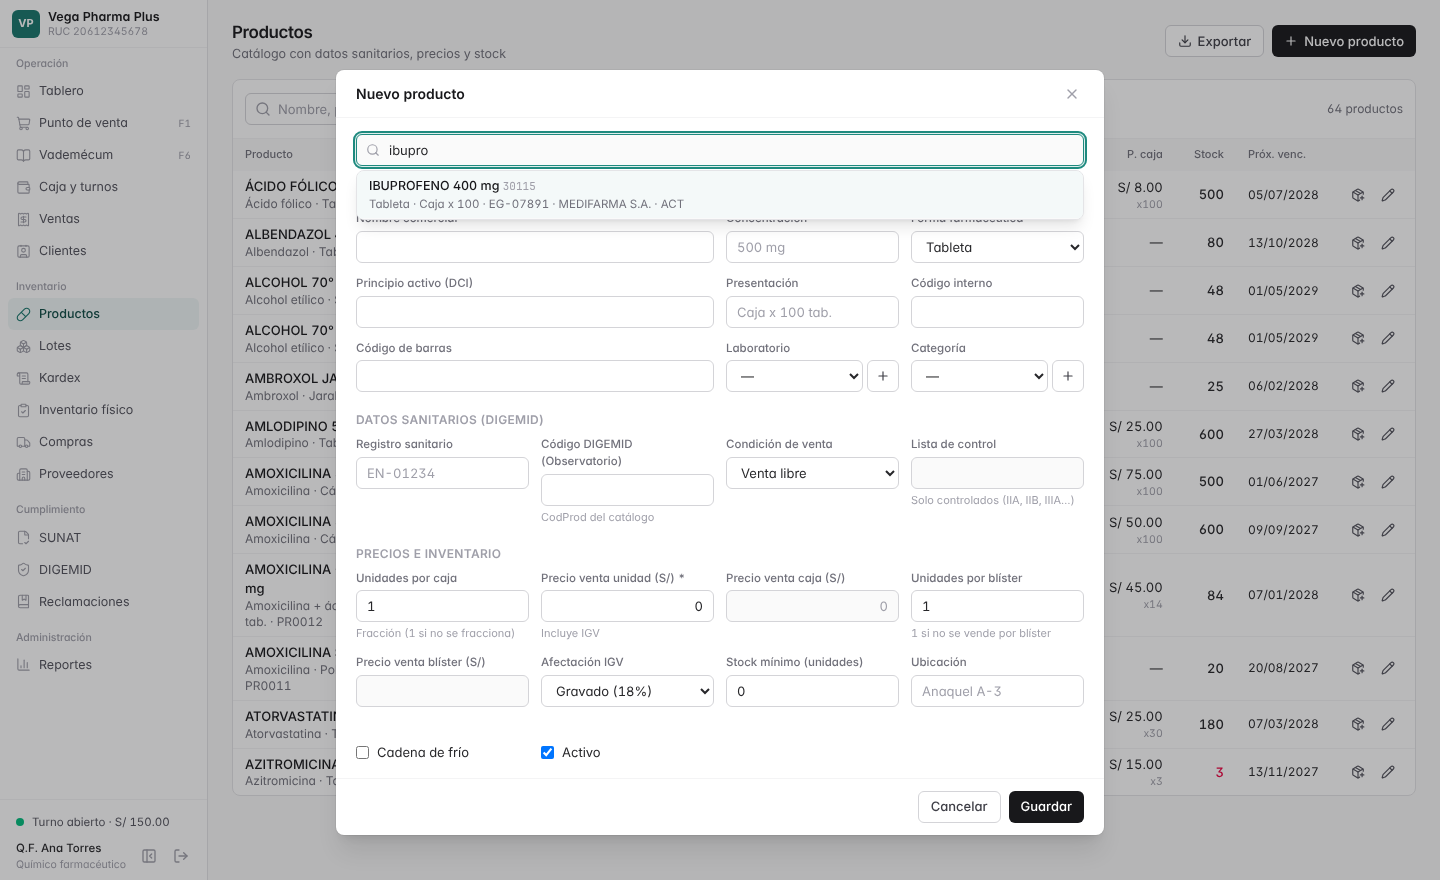 VP
Vega Pharma Plus
RUC 20612345678
Operación
Tablero
Punto de venta F1
Vademécum F6
Caja y turnos
Ventas
Clientes
Inventario
Productos
Lotes
Kardex
Inventario físico
Compras
Proveedores
Cumplimiento
SUNAT
DIGEMID
Reclamaciones
Administración
Reportes
Turno abierto · S/ 150.00
Q.F. Ana Torres
Químico farmacéutico
Productos
Catálogo con datos sanitarios, precios y stock
Exportar
Nuevo producto
Nombre,
64 productos
Producto P. caja Stock Próx. venc.
ÁCIDO FÓLICO S/ 8.00 500 05/07/2028
Ácido fólico · Ta
ALBENDAZOL — 80 13/10/2028
Albendazol · Tab
ALCOHOL 70° — 48 01/05/2029
Alcohol etílico ·
ALCOHOL 70° — 48 01/05/2029
Alcohol etílico ·
AMBROXOL JA — 25 06/02/2028
Ambroxol · Jara
AMLODIPINO 5 S/ 25.00 600 27/03/2028
Amlodipino · Tab x100
AMOXICILINA S/ 75.00 500 01/06/2027
Amoxicilina · Cá x100
AMOXICILINA S/ 50.00 600 09/09/2027
Amoxicilina · Cá x100
AMOXICILINA
mg S/ 45.00 84 07/01/2028
Amoxicilina + ác x14
tab. · PR0012
AMOXICILINA — 20 20/08/2027
Amoxicilina · Po
PR0011
ATORVASTATIN S/ 25.00 180 07/03/2028
Atorvastatina · T x30
AZITROMICINA S/ 15.00 3 13/11/2027
Azitromicina · Ta x3
Nuevo producto
ibupro
IBUPROFENO 400 mg 30115
Tableta · Caja x 100 · EG-07891 · MEDIFARMA S.A. · ACT
Nombre comercial Concentración Forma farmacéutica
500 mg Tableta
Principio activo (DCI) Presentación Código interno
Caja x 100 tab.
Código de barras Laboratorio Categoría
— + — +
DATOS SANITARIOS (DIGEMID)
Registro sanitario Código DIGEMID Condición de venta Lista de control
(Observatorio)
EN-01234 Venta libre
Solo controlados (IIA, IIB, IIIA…)
CodProd del catálogo
PRECIOS E INVENTARIO
Unidades por caja Precio venta unidad (S/) * Precio venta caja (S/) Unidades por blíster
1 0 0 1
Fracción (1 si no se fracciona) Incluye IGV 1 si no se vende por blíster
Precio venta blíster (S/) Afectación IGV Stock mínimo (unidades) Ubicación
Gravado (18%) 0 Anaquel A-3
Cadena de frío Activo
Cancelar Guardar